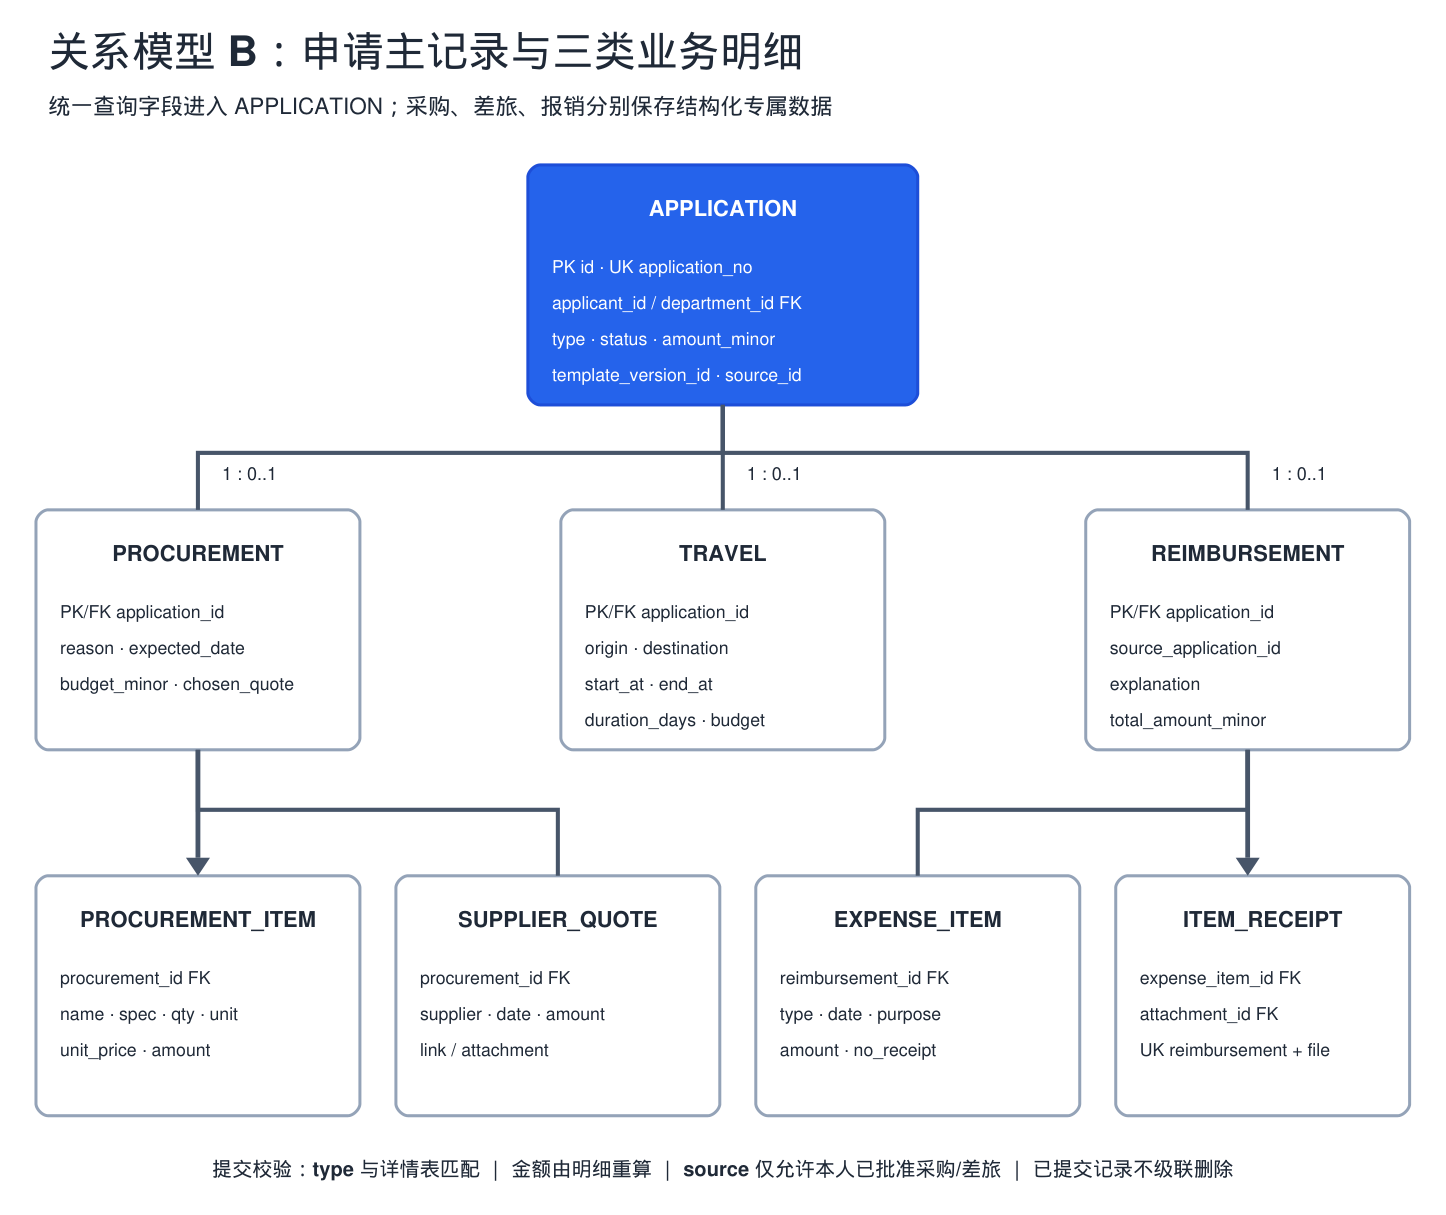 关系模型 B：申请主记录与三类业务明细
统一查询字段进入 APPLICATION；采购、差旅、报销分别保存结构化专属数据
APPLICATION
PK id · UK application_no
applicant_id / department_id FK
type · status · amount_minor
template_version_id · source_id
1 : 0..1
1 : 0..1
1 : 0..1
PROCUREMENT
PK/FK application_id
reason · expected_date
budget_minor · chosen_quote
TRAVEL
PK/FK application_id
origin · destination
start_at · end_at
duration_days · budget
REIMBURSEMENT
PK/FK application_id
source_application_id
explanation
total_amount_minor
PROCUREMENT_ITEM
procurement_id FK
name · spec · qty · unit
unit_price · amount
SUPPLIER_QUOTE
procurement_id FK
supplier · date · amount
link / attachment
EXPENSE_ITEM
reimbursement_id FK
type · date · purpose
amount · no_receipt
ITEM_RECEIPT
expense_item_id FK
attachment_id FK
UK reimbursement + file
提交校验：type 与详情表匹配 ｜ 金额由明细重算 ｜ source 仅允许本人已批准采购/差旅 ｜ 已提交记录不级联删除